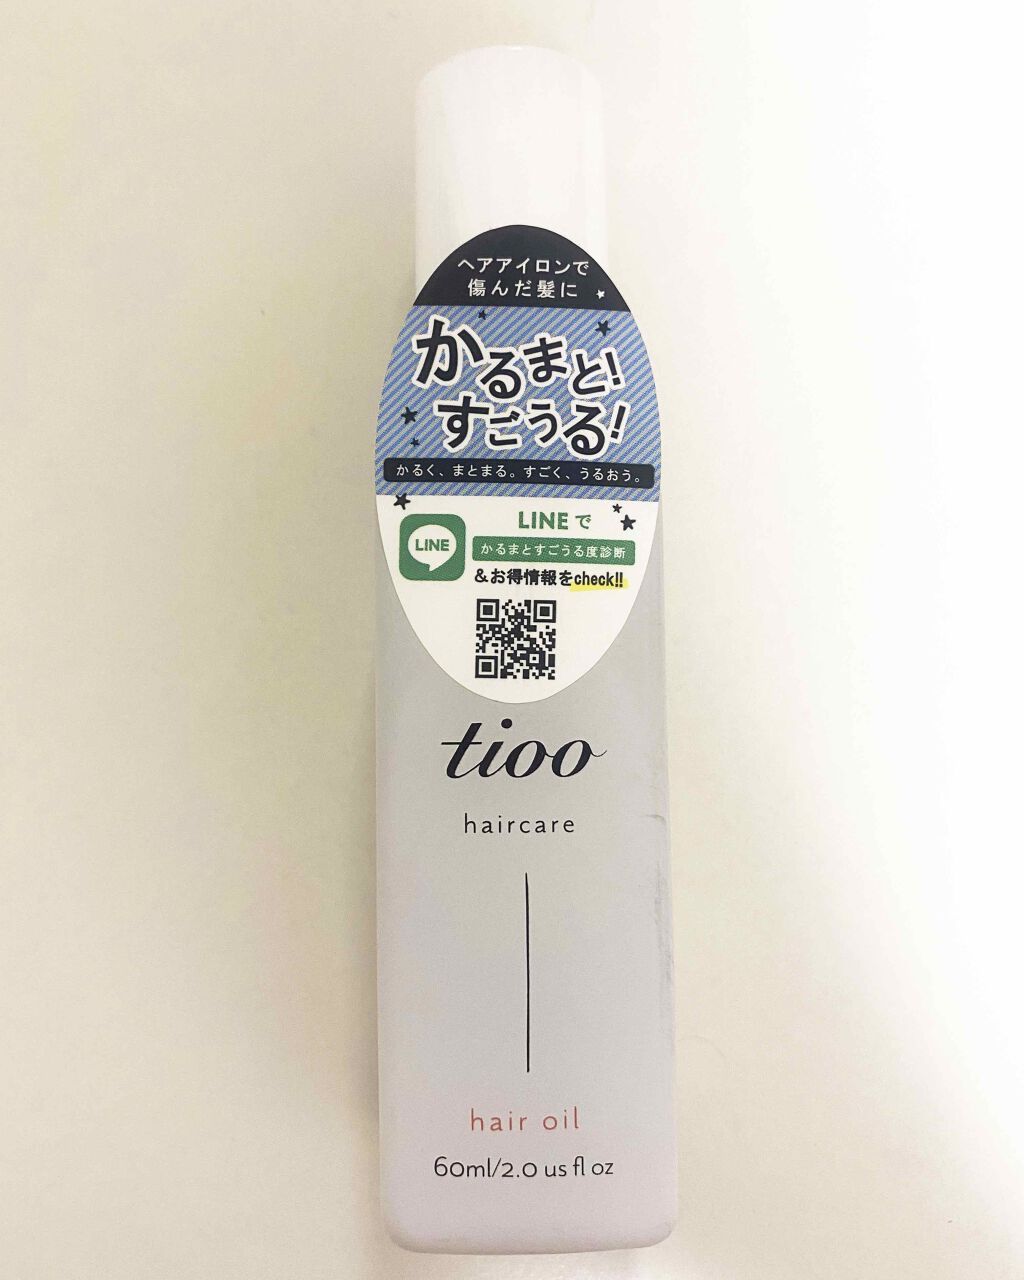 ヘアアイロンで
傷んだ髪に
かるまと!
すごうる!
かるく、まとまる。すごく、うるおう。
LINE
LINEで
かるまとすごうる度診断
&お得情報をcheck!!
tioo
haircare
hair oil
60ml/2.0 us fl oz